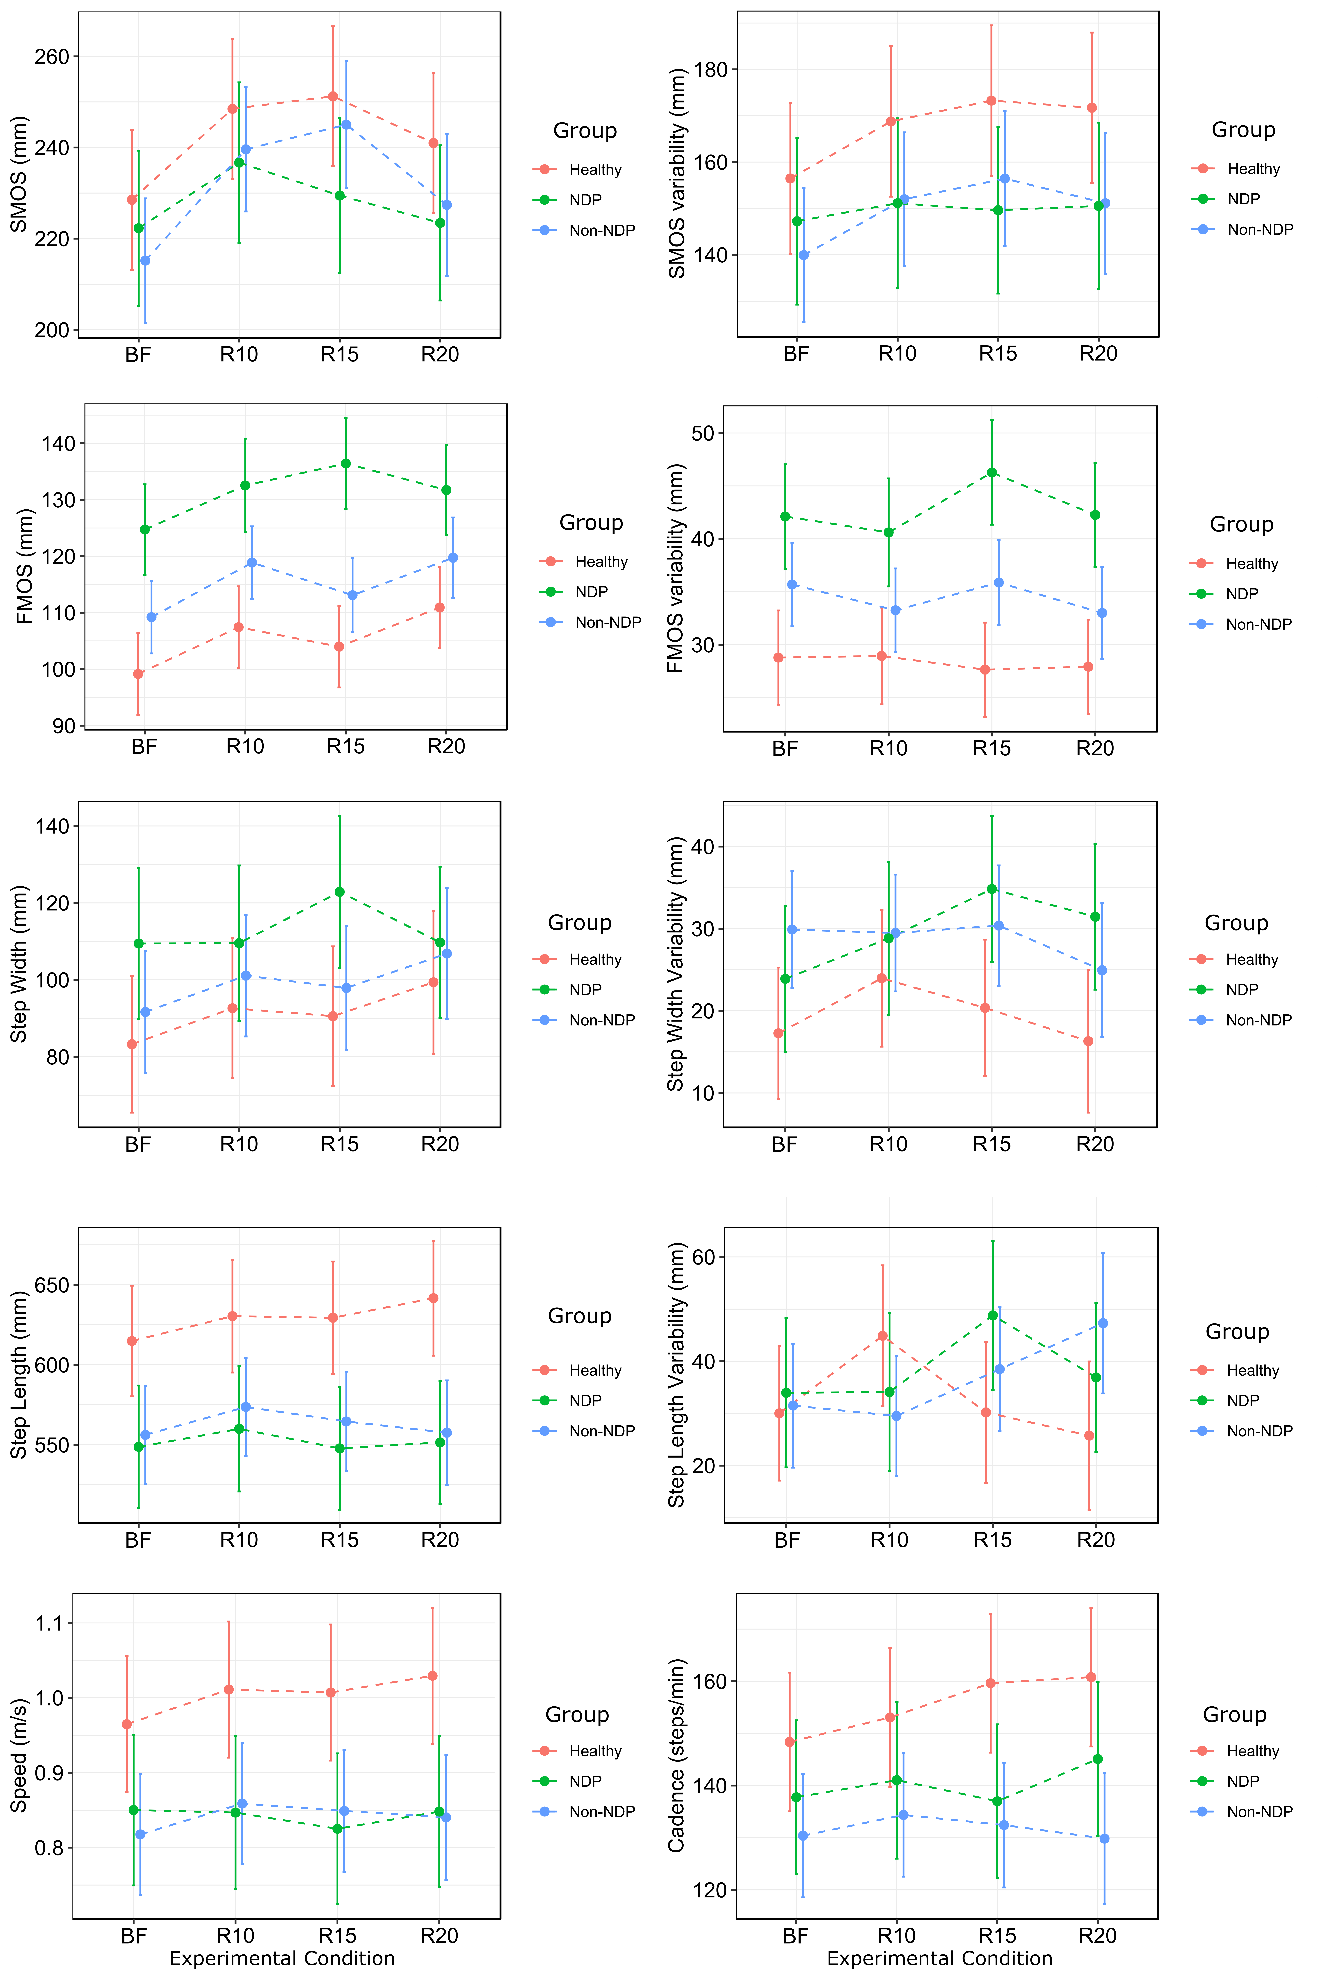 SMOS (mm)
260
240
220
200
BF R10 R15 R20
Group
Healthy
NDP
Non-NDP
SMOS variability (mm)
180
160
140
BF R10 R15 R20
Group
Healthy
NDP
Non-NDP
FMOS (mm)
140
130
120
110
100
90
BF R10 R15 R20
Group
Healthy
NDP
Non-NDP
FMOS variability (mm)
50
40
30
BF R10 R15 R20
Group
Healthy
NDP
Non-NDP
Step Width (mm)
140
120
100
80
BF R10 R15 R20
Group
Healthy
NDP
Non-NDP
Step Width Variability (mm)
40
30
20
10
BF R10 R15 R20
Group
Healthy
NDP
Non-NDP
Step Length (mm)
650
600
550
BF R10 R15 R20
Group
Healthy
NDP
Non-NDP
Step Length Variability (mm)
60
40
20
BF R10 R15 R20
Group
Healthy
NDP
Non-NDP
Speed (m/s)
1.1
1.0
0.9
0.8
BF R10 R15 R20
Experimental Condition
Group
Healthy
NDP
Non-NDP
Cadence (steps/min)
160
140
120
BF R10 R15 R20
Experimental Condition
Group
Healthy
NDP
Non-NDP